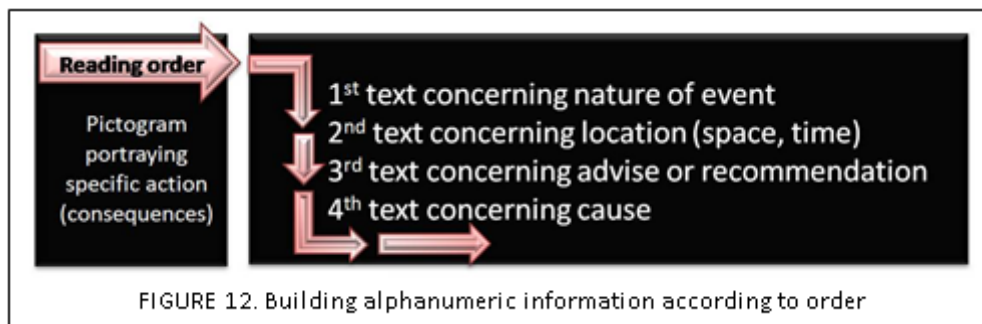 Reading order
Pictogram
portraying
specific action
(consequences)
1st text concerning nature of event
2nd text concerning location (space, time)
3rd text concerning advise or recommendation
4th text concerning cause
FIGURE 12. Building alphanumeric information according to order